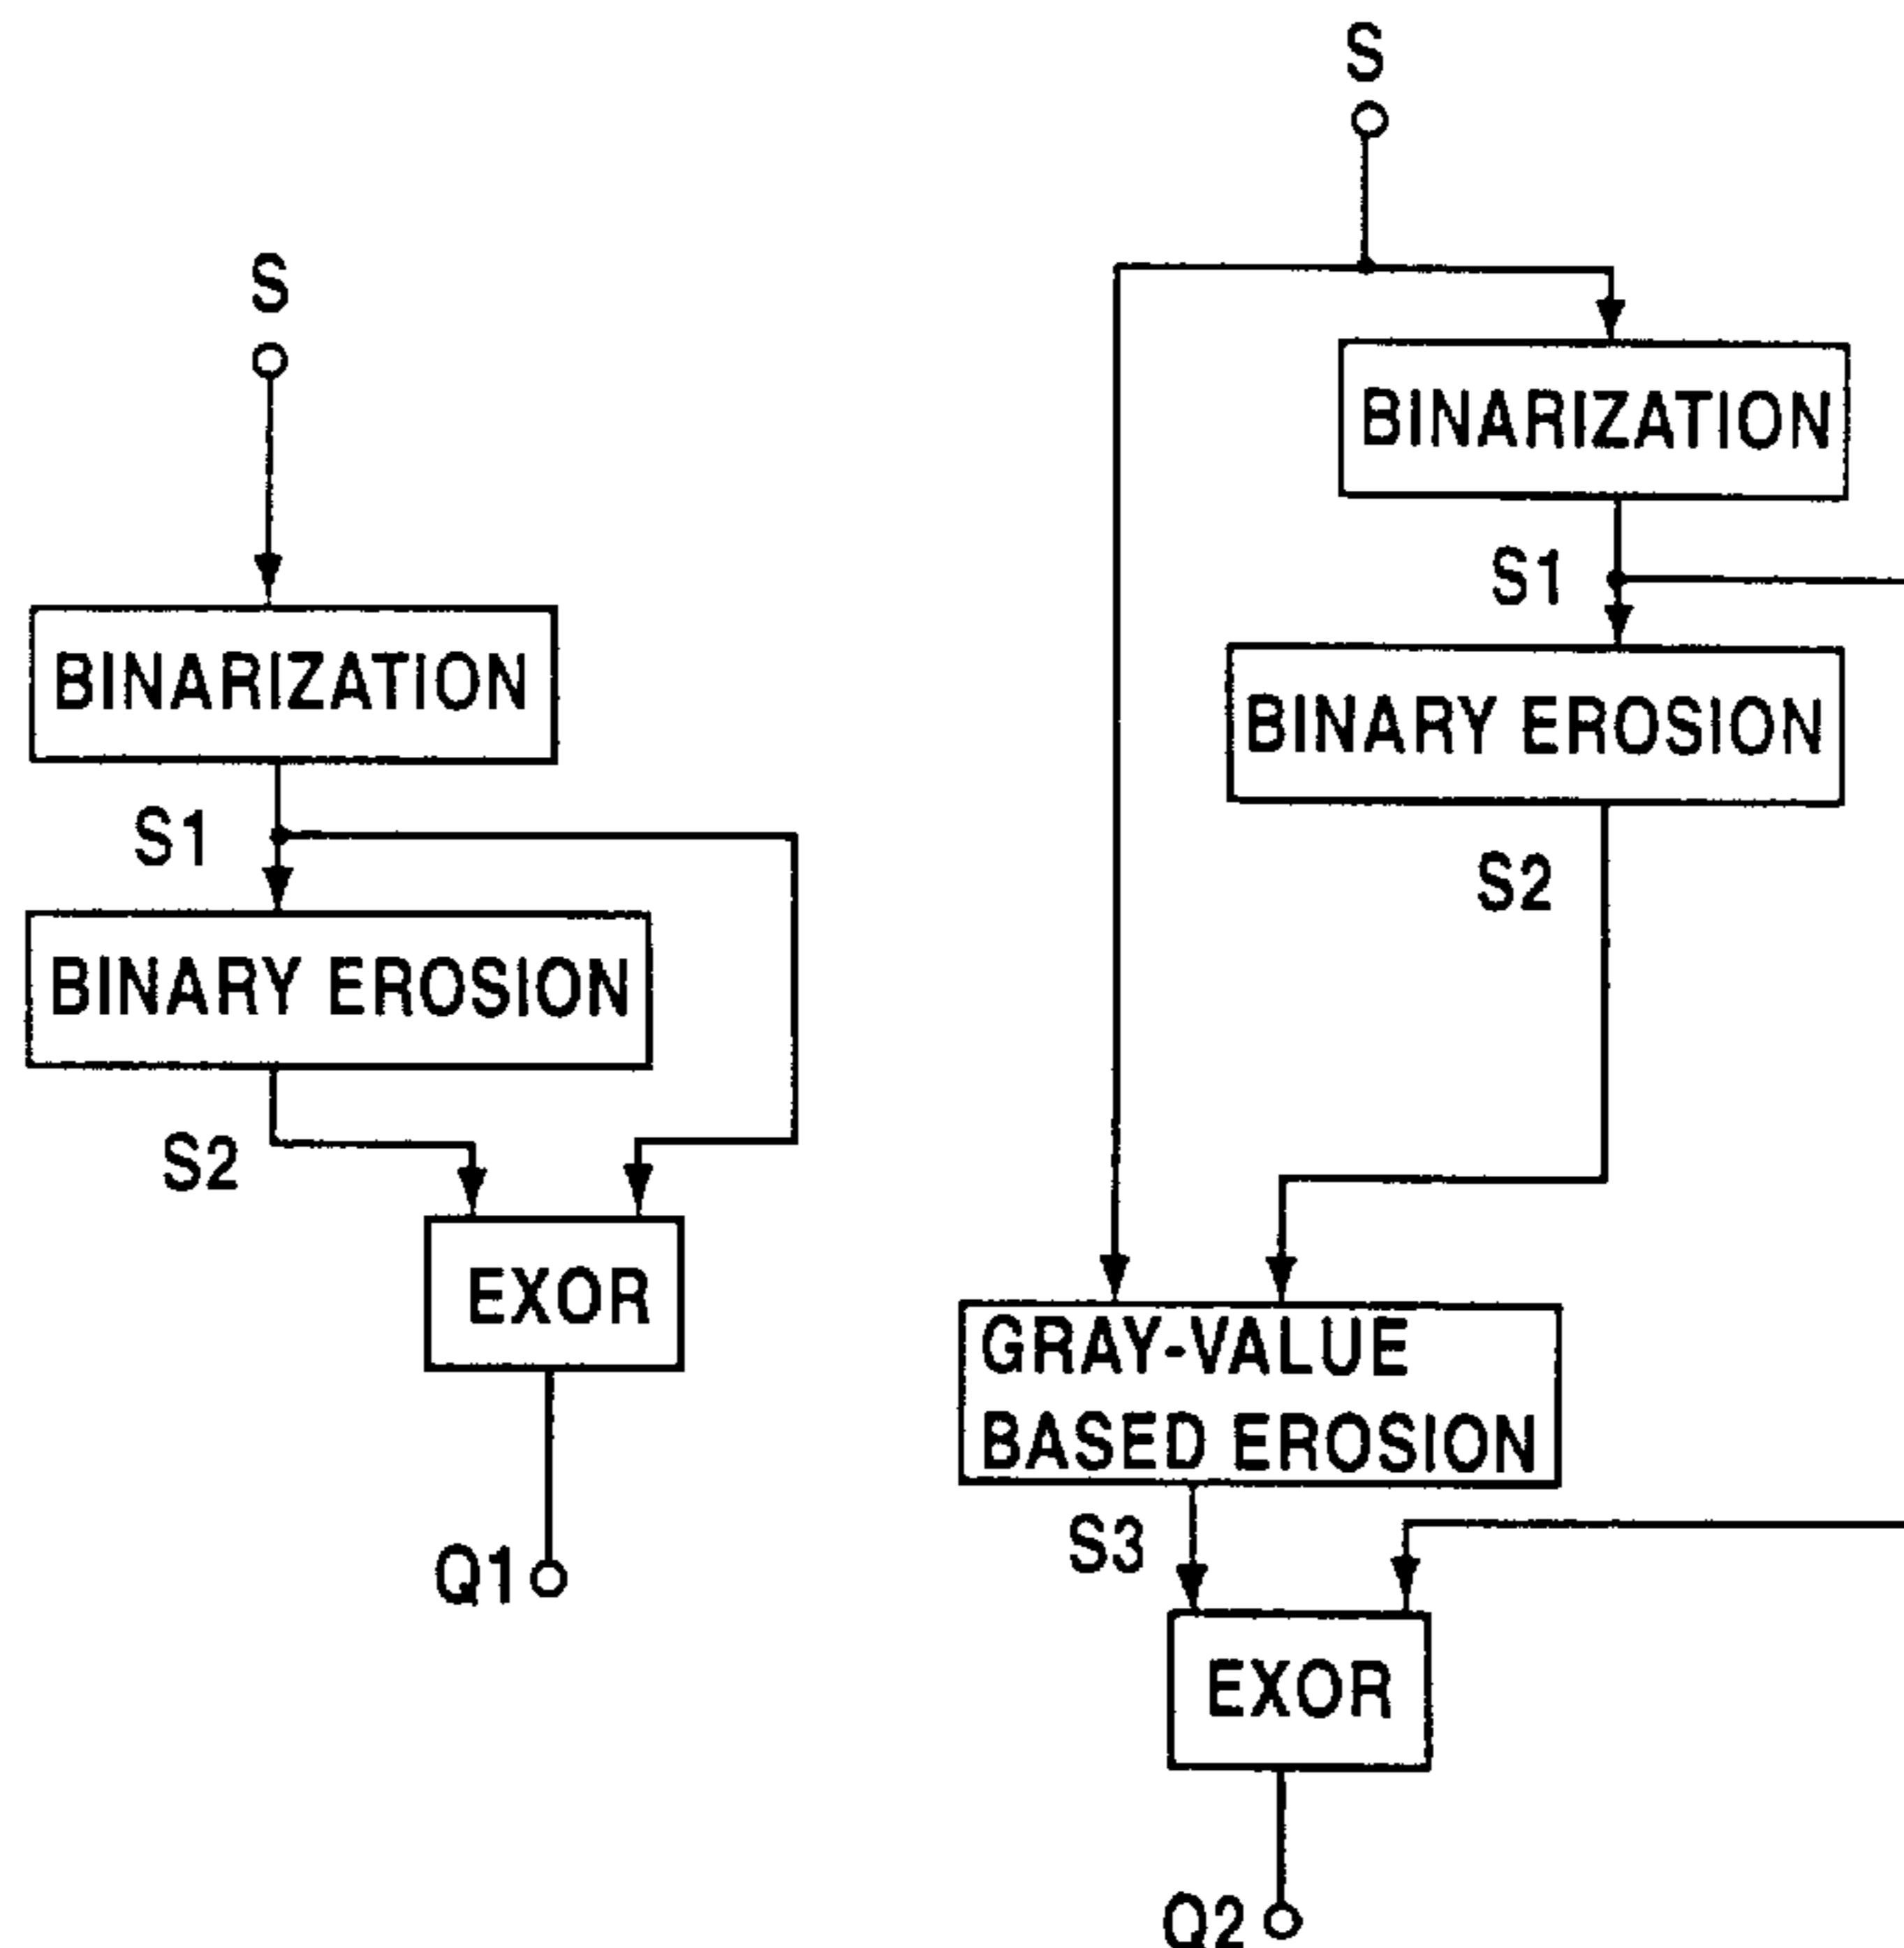 S
BINARIZATION
S1
BINARY EROSION
S2
EXOR
Q1
S
BINARIZATION
S1
BINARY EROSION
S2
GRAY-VALUE
BASED EROSION
S3
EXOR
Q2